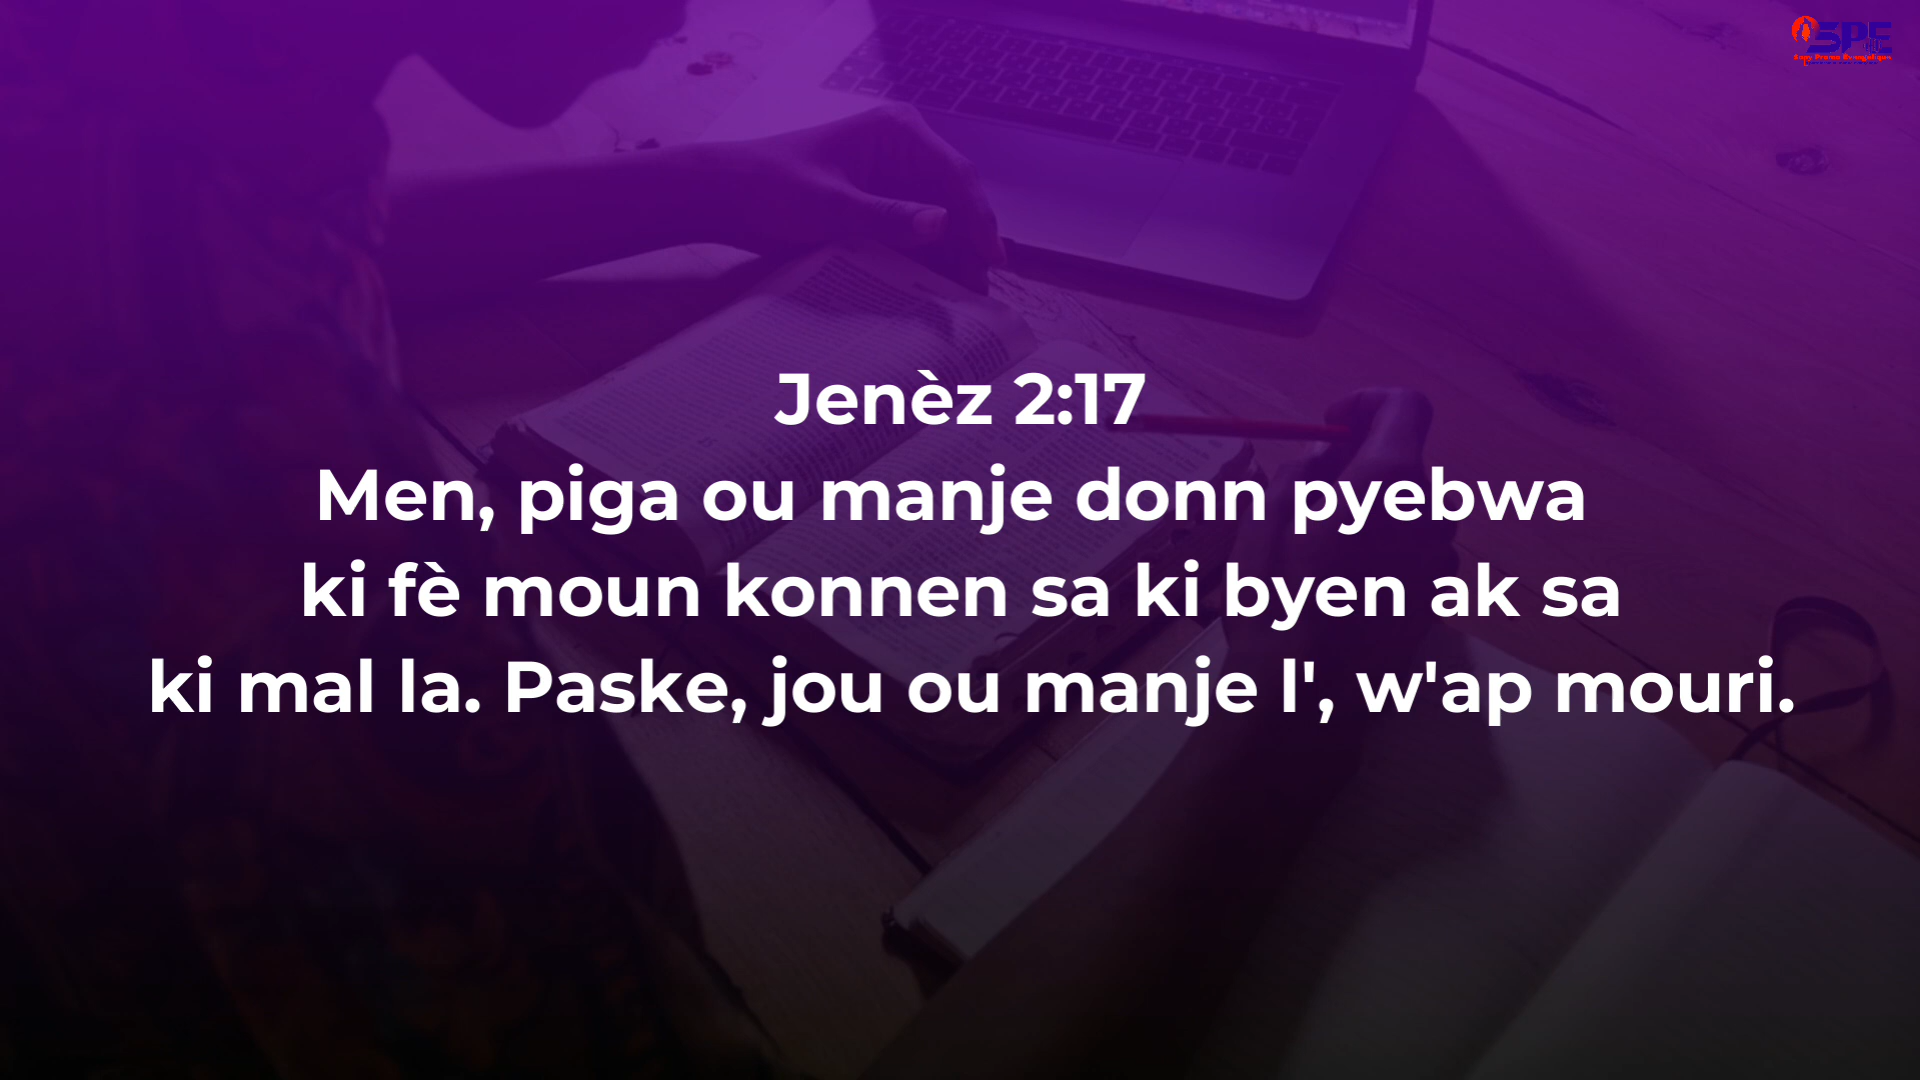 SPE
Jenèz 2:17
Men, piga ou manje donn pyebwa
ki fè moun konnen sa ki byen ak sa
ki mal la. Paske, jou ou manje l', w'ap mouri.